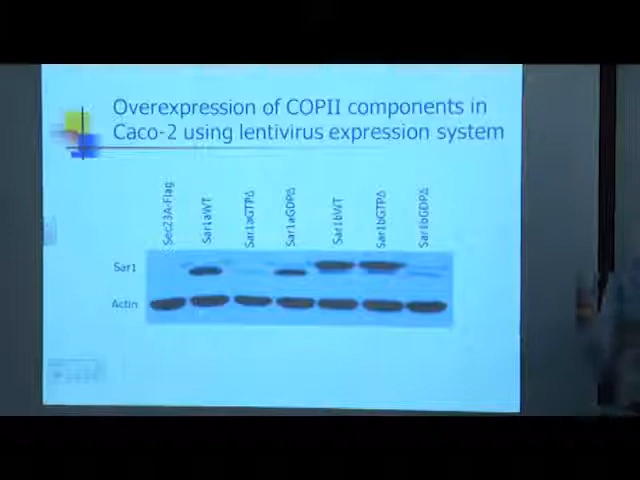 Overexpression of COPII components in
Caco-2 using lentivirus expression system
Sec23A-Flag
Sar1aWT
Sar1aGTPΔ
Sar1aGDPΔ
Sar1bWT
Sar1bGTPΔ
Sar1bGDPΔ
Sar1
Actin